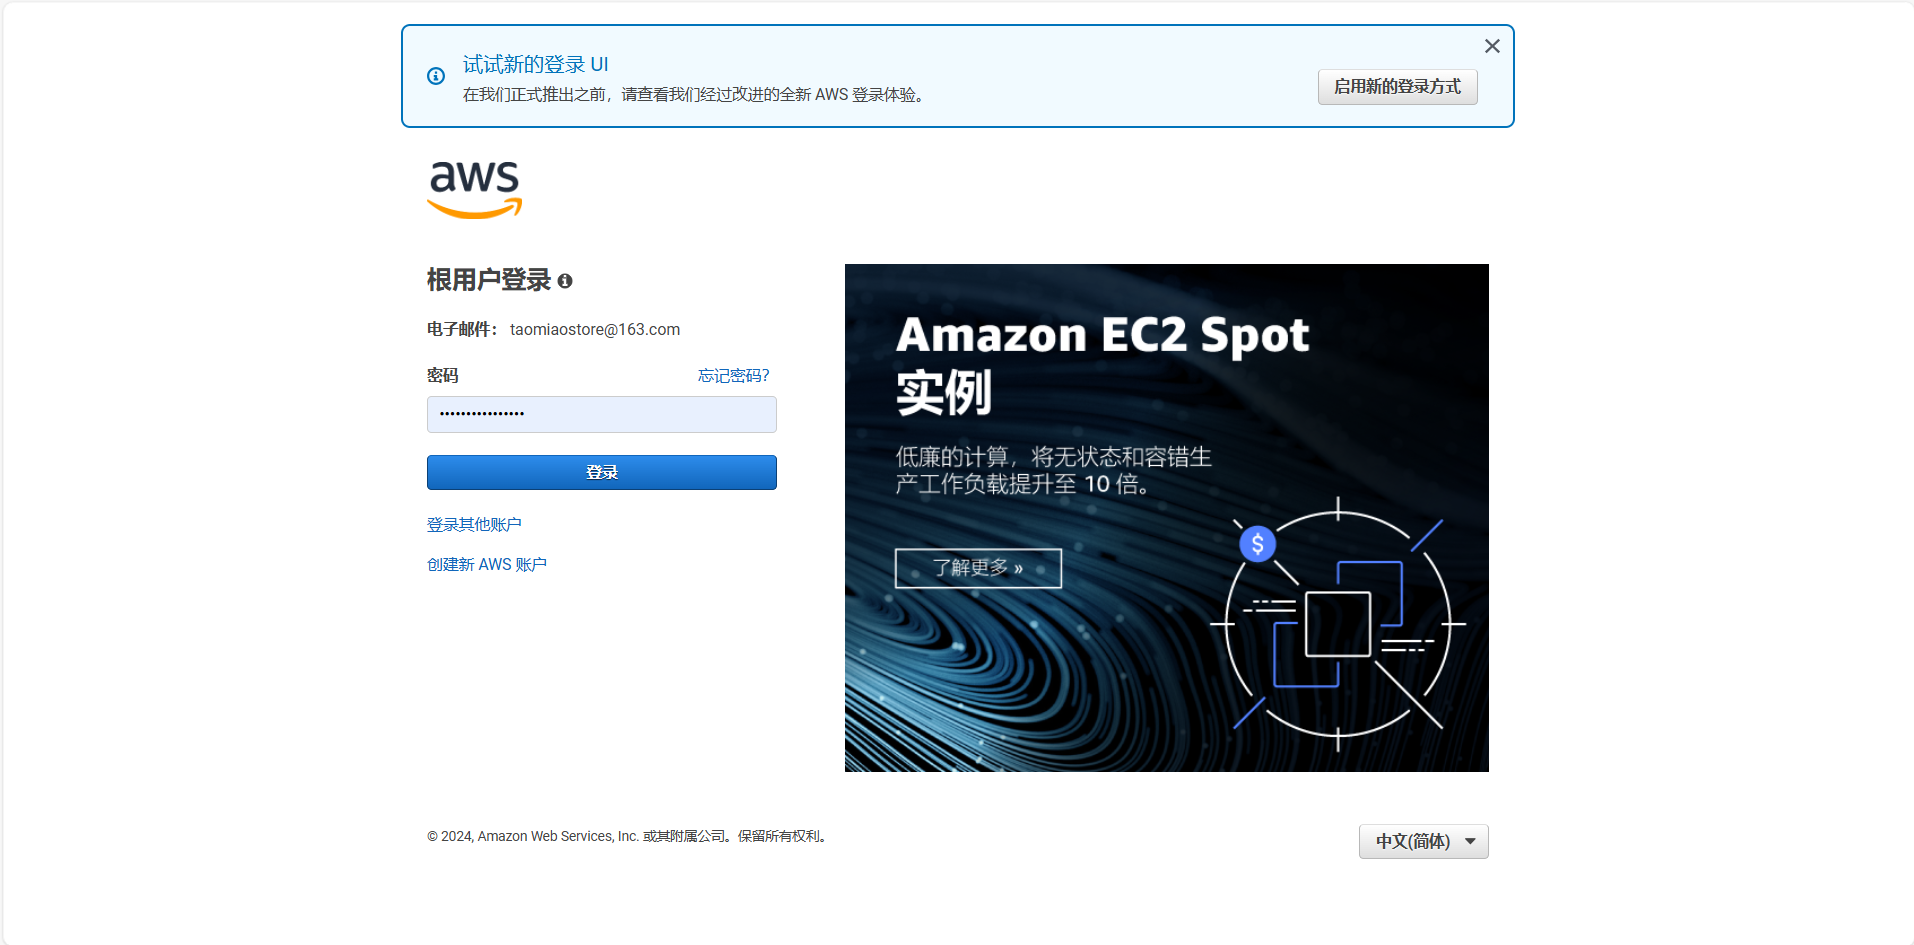 试试新的登录 UI
在我们正式推出之前，请查看我们经过改进的全新 AWS 登录体验。
启用新的登录方式
aws
根用户登录
电子邮件： taomiaostore@163.com
密码
忘记密码?
••••••••••••••••
登录
登录其他账户
创建新 AWS 账户
Amazon EC2 Spot
实例
低廉的计算，将无状态和容错生
产工作负载提升至 10 倍。
了解更多 »
$
© 2024, Amazon Web Services, Inc. 或其附属公司。保留所有权利。
中文(简体)